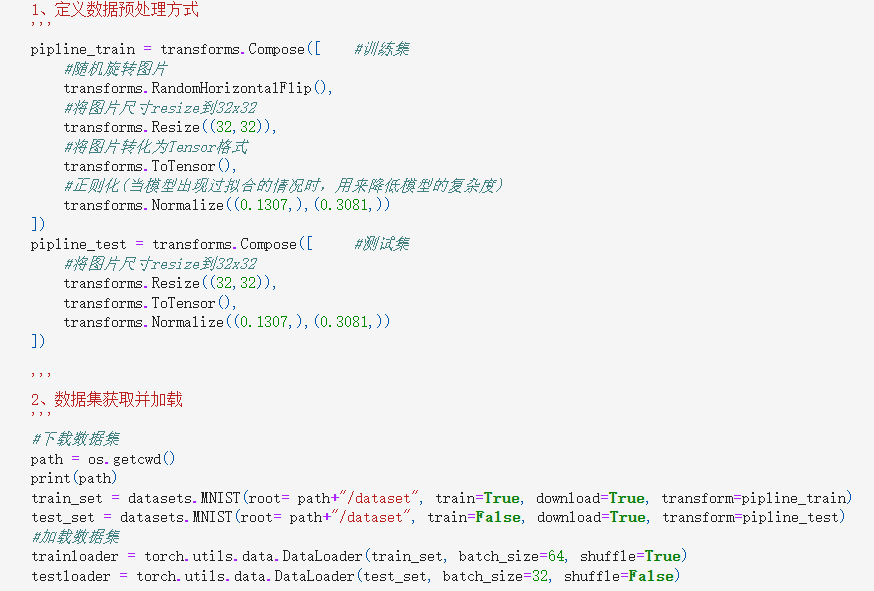 1、定义数据预处理方式
'''
pipline_train = transforms.Compose([    #训练集
    #随机旋转图片
    transforms.RandomHorizontalFlip(),
    #将图片尺寸resize到32x32
    transforms.Resize((32,32)),
    #将图片转化为Tensor格式
    transforms.ToTensor(),
    #正则化(当模型出现过拟合的情况时，用来降低模型的复杂度)
    transforms.Normalize((0.1307,),(0.3081,))
])
pipline_test = transforms.Compose([    #测试集
    #将图片尺寸resize到32x32
    transforms.Resize((32,32)),
    transforms.ToTensor(),
    transforms.Normalize((0.1307,),(0.3081,))
])
'''
2、数据集获取并加载
'''
#下载数据集
path = os.getcwd()
print(path)
train_set = datasets.MNIST(root= path+"/dataset", train=True, download=True, transform=pipline_train)
test_set = datasets.MNIST(root= path+"/dataset", train=False, download=True, transform=pipline_test)
#加载数据集
trainloader = torch.utils.data.DataLoader(train_set, batch_size=64, shuffle=True)
testloader = torch.utils.data.DataLoader(test_set, batch_size=32, shuffle=False)